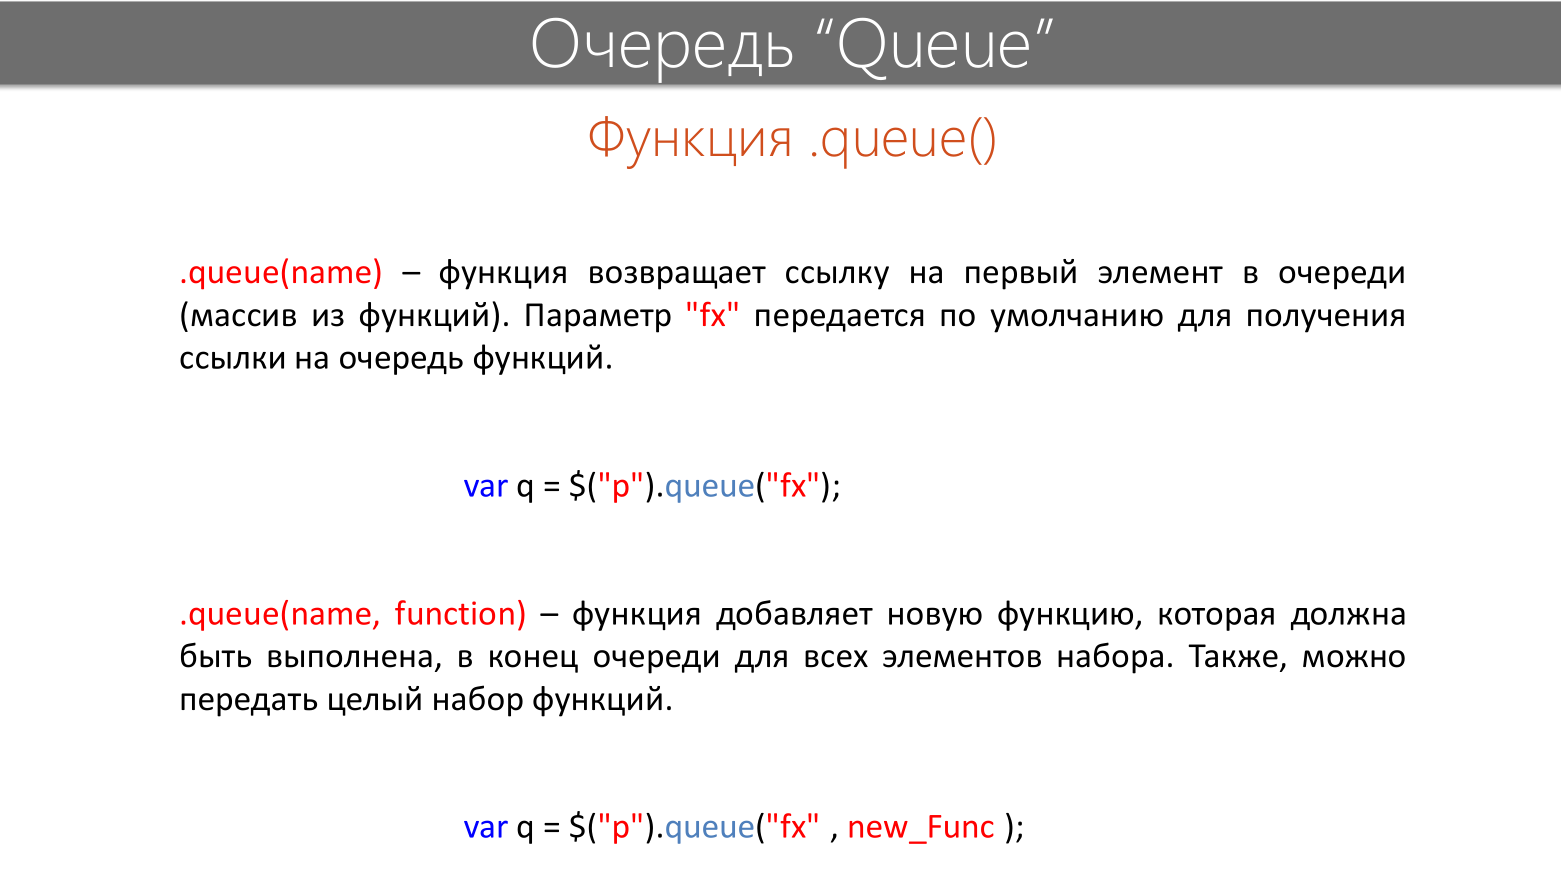 Очередь “Queue”
Функция .queue()
.queue(name) – функция возвращает ссылку на первый элемент в очереди
(массив из функций). Параметр "fx" передается по умолчанию для получения
ссылки на очередь функций.
var q = $("p").queue("fx");
.queue(name, function) – функция добавляет новую функцию, которая должна
быть выполнена, в конец очереди для всех элементов набора. Также, можно
передать целый набор функций.
var q = $("p").queue("fx" , new_Func );